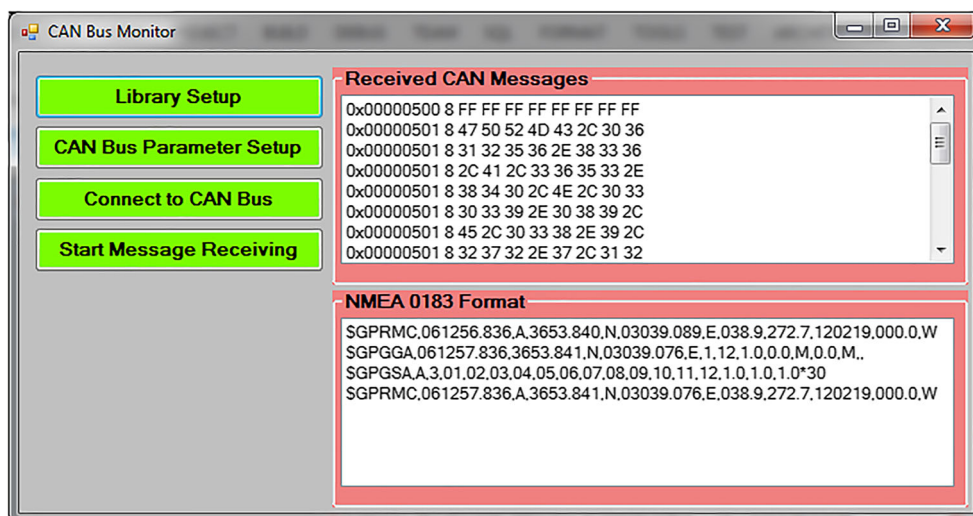 CAN Bus Monitor
Library Setup
CAN Bus Parameter Setup
Connect to CAN Bus
Start Message Receiving
Received CAN Messages
0x00000500 8 FF FF FF FF FF FF FF FF
0x00000501 8 47 50 52 4D 43 2C 30 36
0x00000501 8 31 32 35 36 2E 38 33 36
0x00000501 8 2C 41 2C 33 36 35 33 2E
0x00000501 8 38 34 30 2C 4E 2C 30 33
0x00000501 8 30 33 39 2E 30 38 39 2C
0x00000501 8 45 2C 30 33 38 2E 39 2C
0x00000501 8 32 37 32 2E 37 2C 31 32
NMEA 0183 Format
$GPRMC,061256.836,A,3653.840,N,03039.089,E,038.9,272.7,120219,000.0,W
$GPGGA,061257.836,3653.841,N,03039.076,E,1,12,1.0,0.0,M,0.0,M,,
$GPGSA,A,3,01,02,03,04,05,06,07,08,09,10,11,12,1.0,1.0,1.0*30
$GPRMC,061257.836,A,3653.841,N,03039.076,E,038.9,272.7,120219,000.0,W